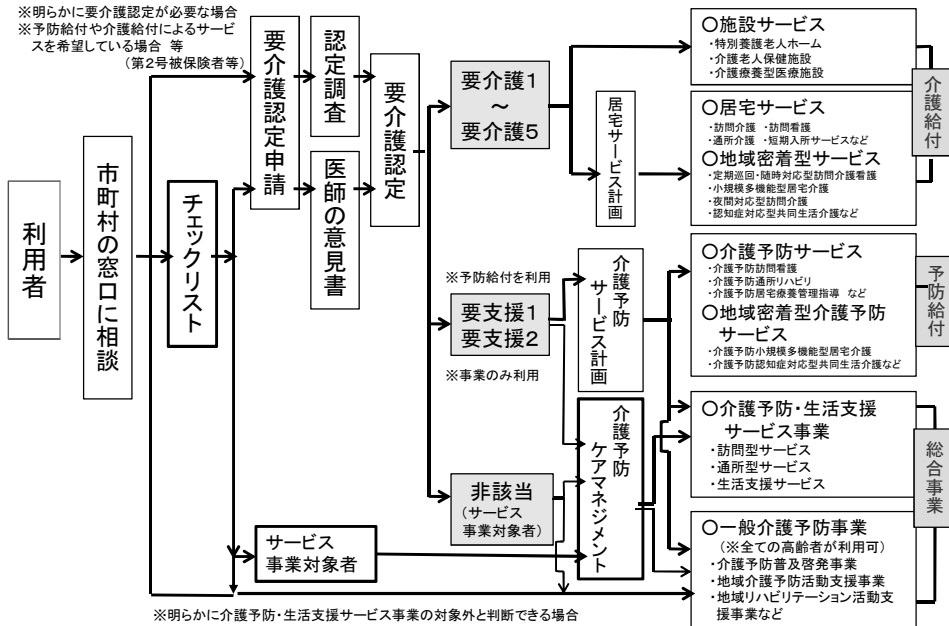 ※明らかに要介護認定が必要な場合
※予防給付や介護給付によるサービ
スを希望している場合 等
(第2号被保険者等)
利用者
市町村の窓口に相談
チェックリスト
要介護認定申請
認定調査
医師の意見書
要介護認定
要介護1
～
要介護5
居宅サービス計画
※予防給付を利用
要支援1
要支援2
※事業のみ利用
介護予防
サービス計画
介護予防
ケアマネジメント
非該当
(サービス
事業対象者)
サービス
事業対象者
※明らかに介護予防・生活支援サービス事業の対象外と判断できる場合
〇施設サービス
・特別養護老人ホーム
・介護老人保健施設
・介護療養型医療施設
〇居宅サービス
・訪問介護 ・訪問看護
・通所介護 ・短期入所サービスなど
〇地域密着型サービス
・定期巡回・随時対応型訪問介護看護
・小規模多機能型居宅介護
・夜間対応型訪問介護
・認知症対応型共同生活介護など
介護給付
〇介護予防サービス
・介護予防訪問看護
・介護予防通所リハビリ
・介護予防居宅療養管理指導 など
〇地域密着型介護予防
サービス
・介護予防小規模多機能型居宅介護
・介護予防認知症対応型共同生活介護など
予防給付
〇介護予防・生活支援
サービス事業
・訪問型サービス
・通所型サービス
・生活支援サービス
〇一般介護予防事業
(※全ての高齢者が利用可)
・介護予防普及啓発事業
・地域介護予防活動支援事業
・地域リハビリテーション活動支
援事業など
総合事業